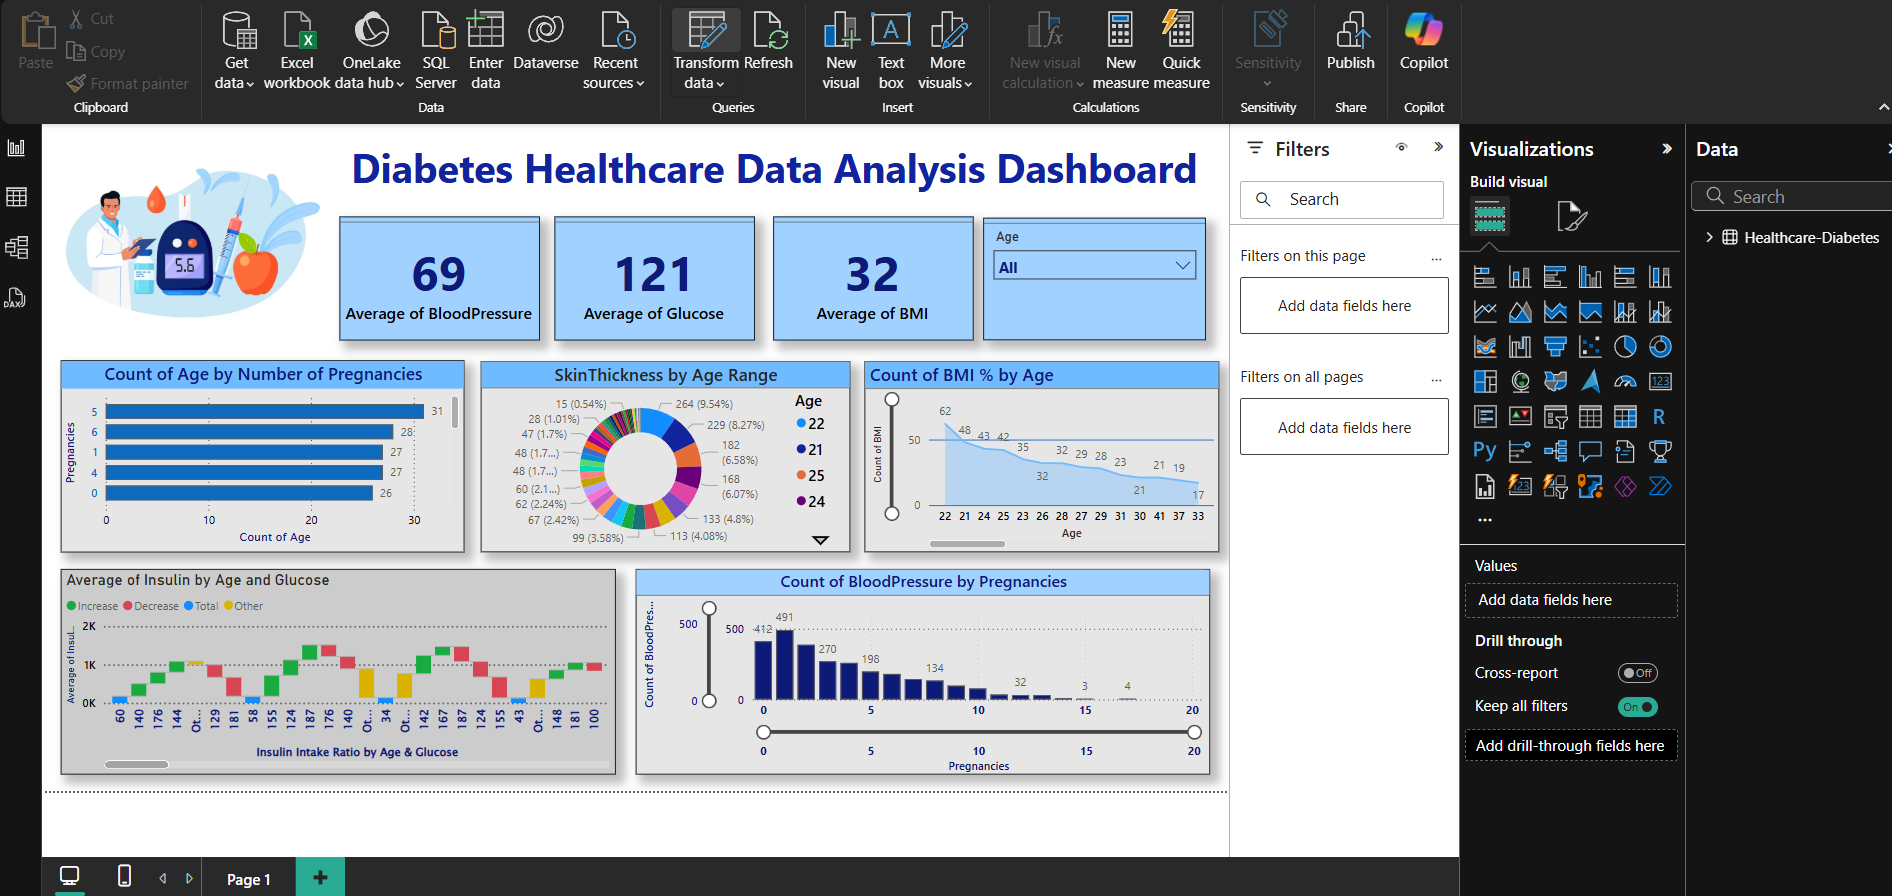 Paste
Cut
Copy
Format painter
Clipboard
Get data
Excel workbook
OneLake data hub
SQL Server
Enter data
Dataverse
Recent sources
Data
Transform data
Refresh
Queries
New visual
Text box
More visuals
Insert
New visual calculation
New measure
Quick measure
Calculations
Sensitivity
Sensitivity
Publish
Share
Copilot
Copilot
DAX
Diabetes Healthcare Data Analysis Dashboard
5.6
69
Average of BloodPressure
121
Average of Glucose
32
Average of BMI
Age
All
Count of Age by Number of Pregnancies
Pregnancies
5 31
6 28
1 27
4 27
0 26
0 10 20 30
Count of Age
SkinThickness by Age Range
15 (0.54%)
28 (1.01%)
47 (1.7%)
48 (1.7...)
48 (1.7...)
60 (2.1...)
62 (2.24%)
67 (2.42%)
99 (3.58%)
264 (9.54%)
229 (8.27%)
182
(6.58%)
168
(6.07%)
133 (4.8%)
113 (4.08%)
Age
22
21
25
24
Count of BMI % by Age
Count of BMI
50
0
62 48 43 42 35 32 32 29 28 23 21 21 19 17
22 21 24 25 23 26 28 27 29 31 30 41 37 33
Age
Average of Insulin by Age and Glucose
Increase Decrease Total Other
Average of Insul...
2K
1K
0K
60 140 176 144 Ot... 129 181 58 155 124 187 176 140 Ot... 34 Ot... 142 167 187 124 155 43 Ot... 148 181 100
Insulin Intake Ratio by Age & Glucose
Count of BloodPressure by Pregnancies
Count of BloodPres...
500
0
500
0
412 491 270 198 134 32 3 4
0 5 10 15 20
0 5 10 15 20
Pregnancies
Filters
Search
Filters on this page ...
Add data fields here
Filters on all pages ...
Add data fields here
Visualizations
Build visual
123
R
Py
123
...
Values
Add data fields here
Drill through
Cross-report Off
Keep all filters On
Add drill-through fields here
Data
Search
Healthcare-Diabetes
Page 1
+